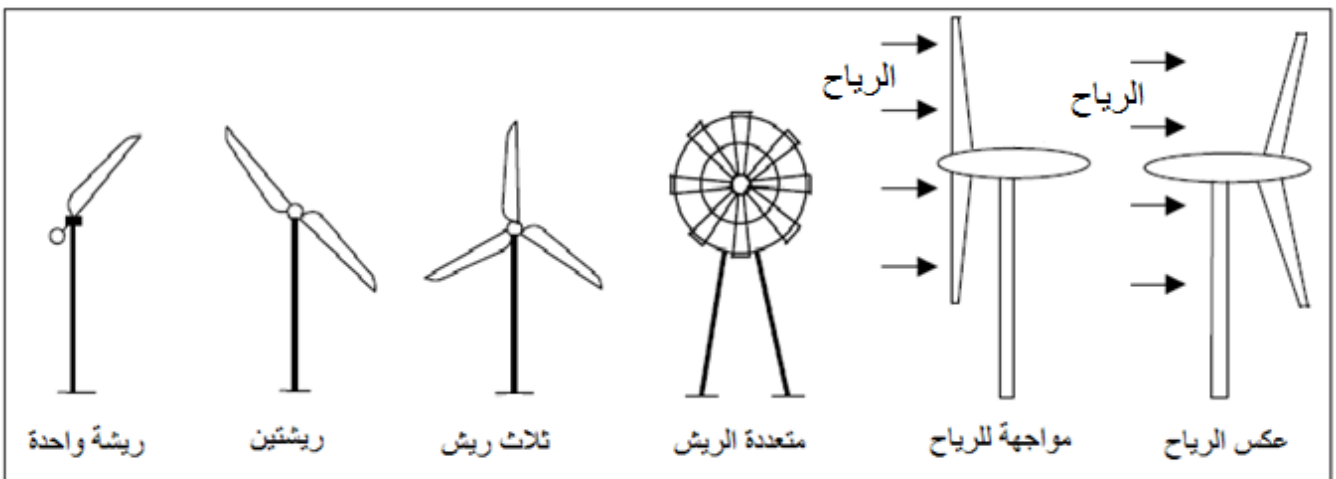 الرياح
الرياح
ريشة واحدة
ريشتين
ثلاث ريش
متعددة الريش
مواجهة للرياح
عكس الرياح